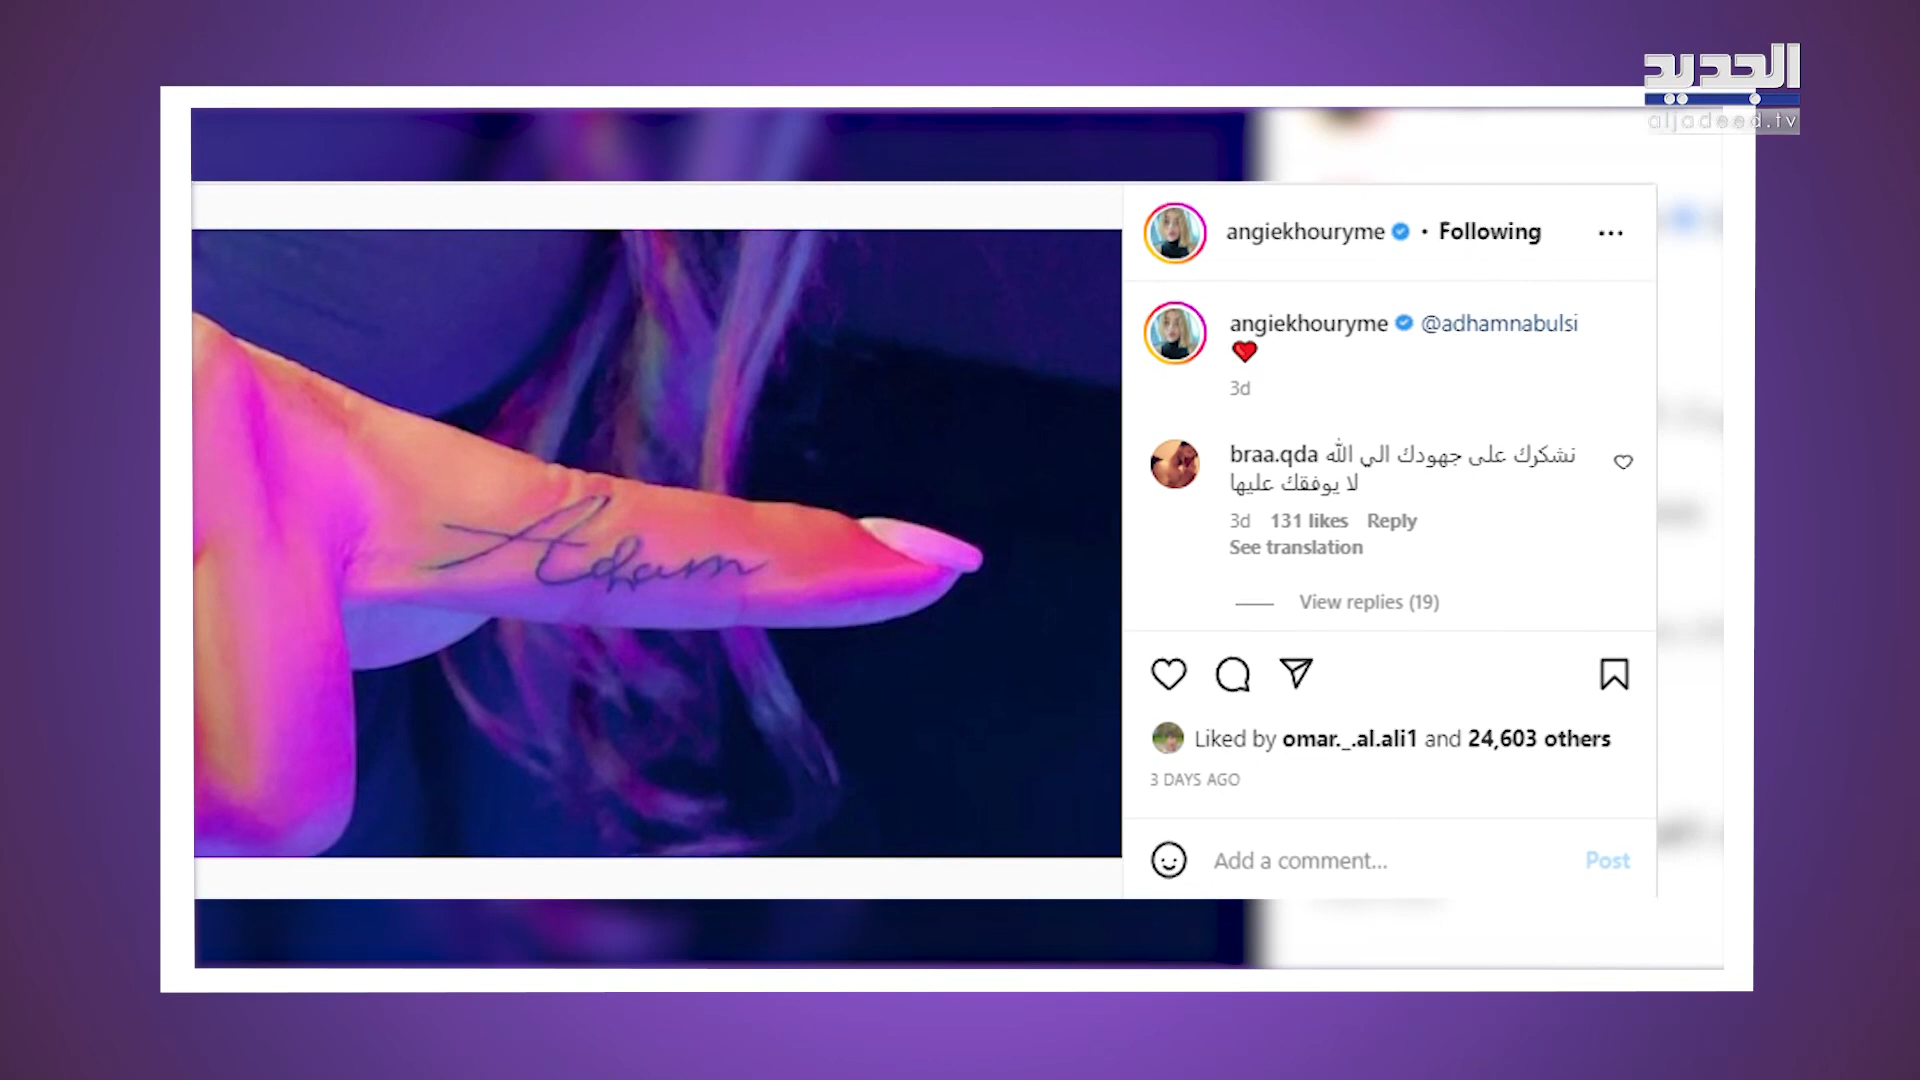 الجديد
aljadeed.tv
angiekhouryme • Following
angiekhouryme @adhamnabulsi
3d
braa.qda نشكرك على جهودك الي الله
لا يوفقك عليها
3d 131 likes Reply
See translation
View replies (19)
Adham
Liked by omar._.al.ali1 and 24,603 others
3 DAYS AGO
Add a comment... Post